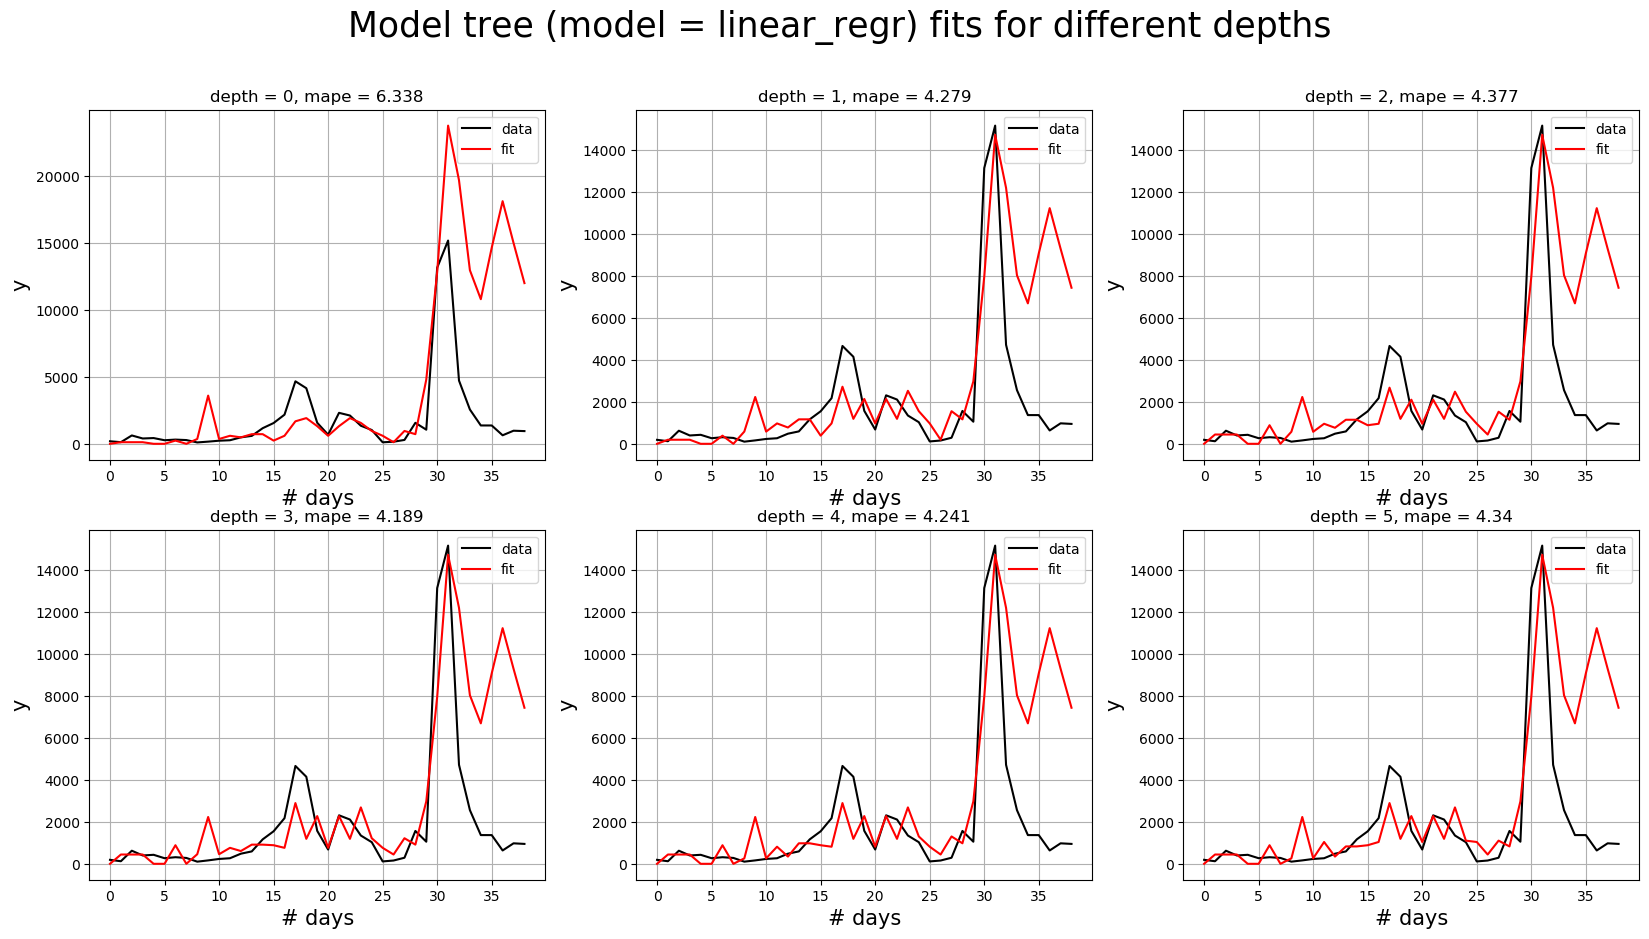 Model tree (model = linear_regr) fits for different depths
depth = 0, mape = 6.338
data
fit
20000
15000
10000
5000
0
y
0 5 10 15 20 25 30 35
# days
depth = 1, mape = 4.279
data
fit
14000
12000
10000
8000
6000
4000
2000
0
y
0 5 10 15 20 25 30 35
# days
depth = 2, mape = 4.377
data
fit
14000
12000
10000
8000
6000
4000
2000
0
y
0 5 10 15 20 25 30 35
# days
depth = 3, mape = 4.189
data
fit
14000
12000
10000
8000
6000
4000
2000
0
y
0 5 10 15 20 25 30 35
# days
depth = 4, mape = 4.241
data
fit
14000
12000
10000
8000
6000
4000
2000
0
y
0 5 10 15 20 25 30 35
# days
depth = 5, mape = 4.34
data
fit
14000
12000
10000
8000
6000
4000
2000
0
y
0 5 10 15 20 25 30 35
# days